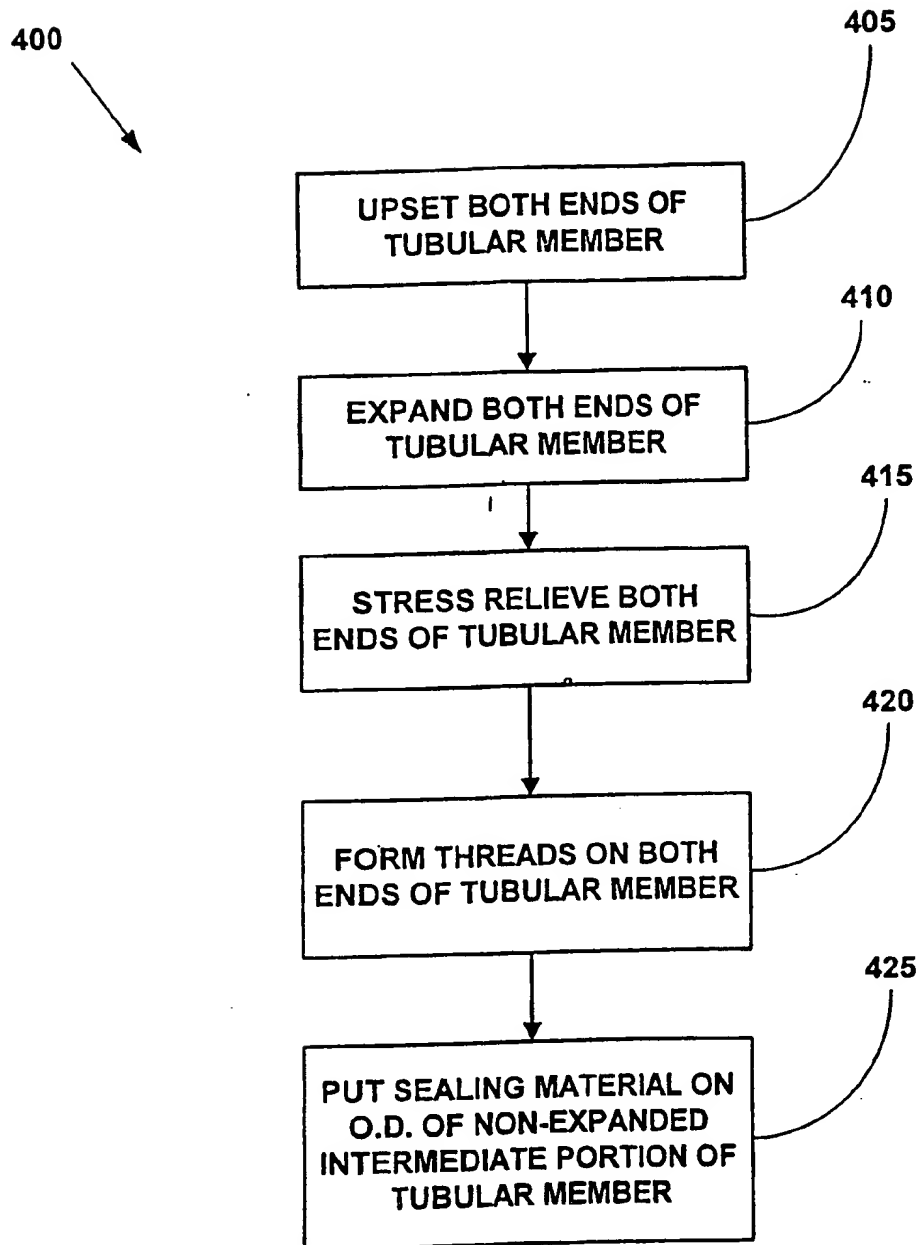 400
405
UPSET BOTH ENDS OF
TUBULAR MEMBER
410
EXPAND BOTH ENDS OF
TUBULAR MEMBER
415
STRESS RELIEVE BOTH
ENDS OF TUBULAR MEMBER
420
FORM THREADS ON BOTH
ENDS OF TUBULAR MEMBER
425
PUT SEALING MATERIAL ON
O.D. OF NON-EXPANDED
INTERMEDIATE PORTION OF
TUBULAR MEMBER